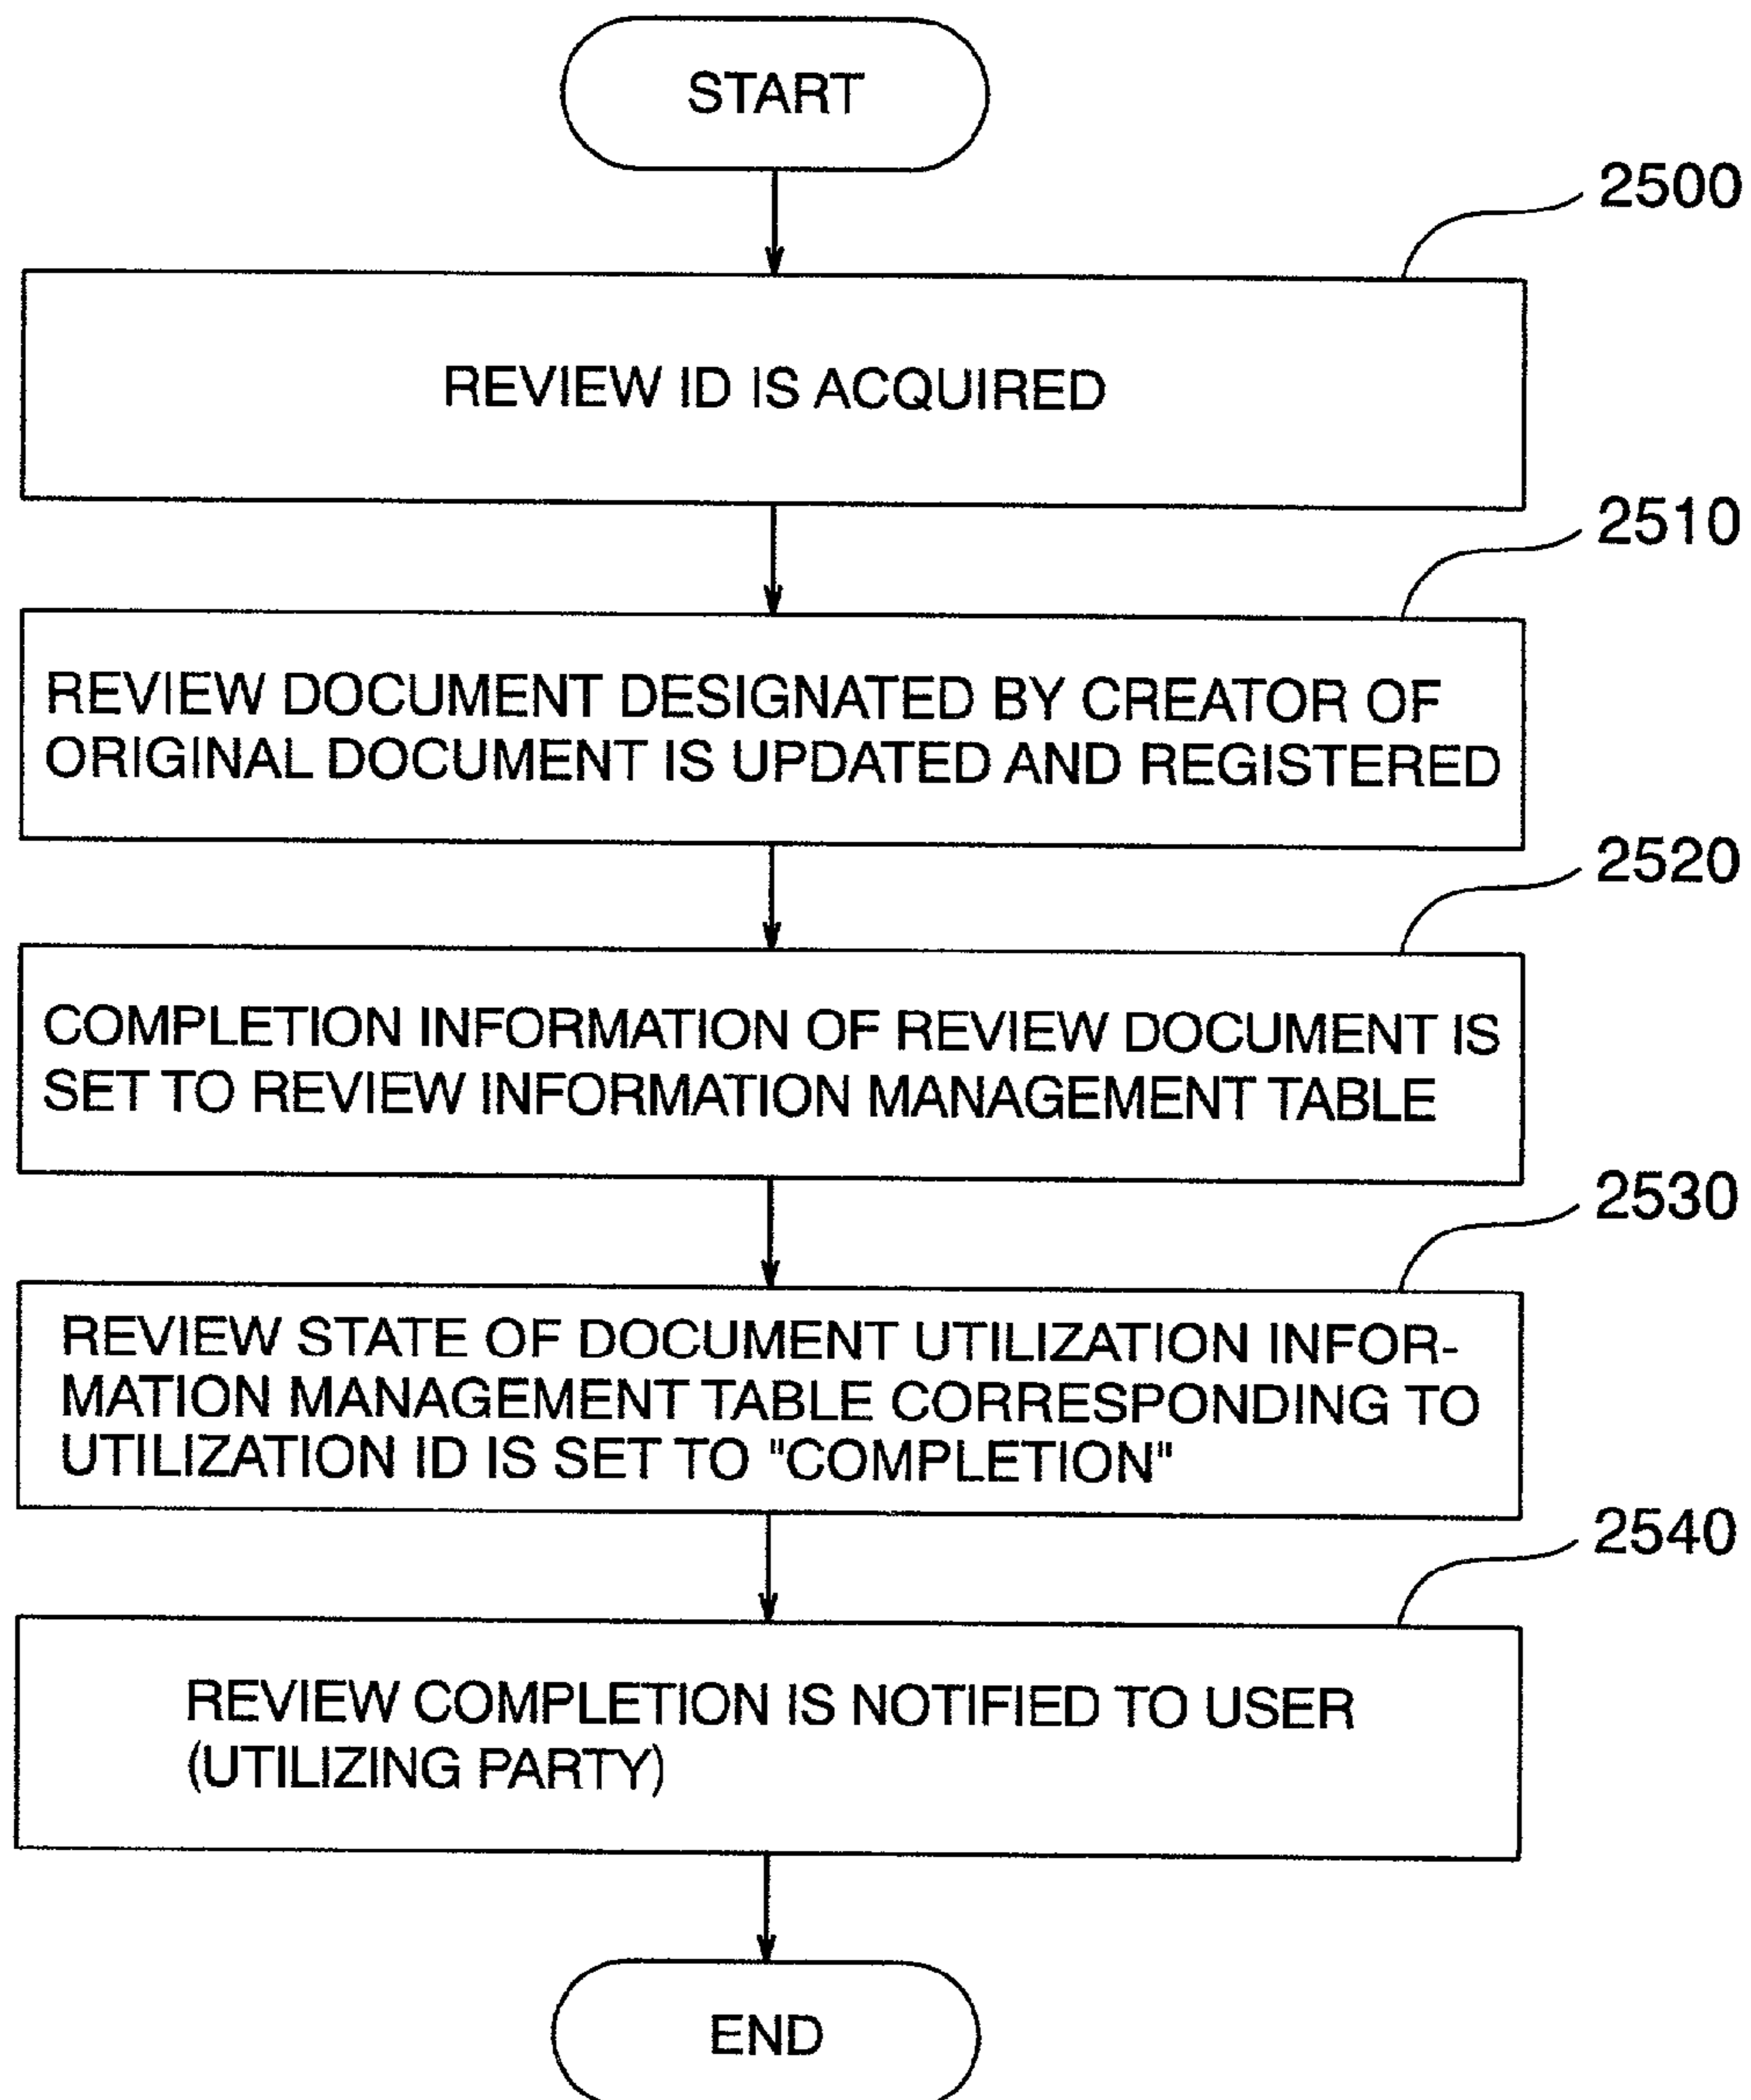 START
2500
REVIEW ID IS ACQUIRED
2510
REVIEW DOCUMENT DESIGNATED BY CREATOR OF
ORIGINAL DOCUMENT IS UPDATED AND REGISTERED
2520
COMPLETION INFORMATION OF REVIEW DOCUMENT IS
SET TO REVIEW INFORMATION MANAGEMENT TABLE
2530
REVIEW STATE OF DOCUMENT UTILIZATION INFOR-
MATION MANAGEMENT TABLE CORRESPONDING TO
UTILIZATION ID IS SET TO "COMPLETION"
2540
REVIEW COMPLETION IS NOTIFIED TO USER
(UTILIZING PARTY)
END